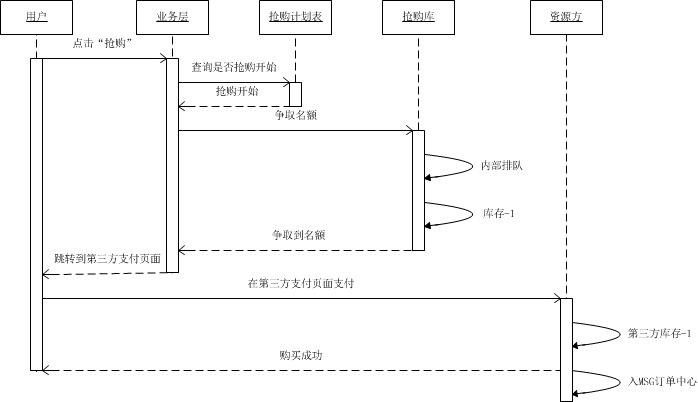 用户
业务层
抢购计划表
抢购库
资源方
点击“抢购”
查询是否抢购开始
抢购开始
争取名额
内部排队
库存-1
争取到名额
跳转到第三方支付页面
在第三方支付页面支付
第三方库存-1
购买成功
入MSG订单中心